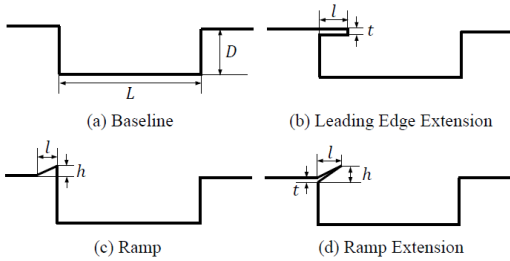 D
L
(a) Baseline
l
t
(b) Leading Edge Extension
l
h
(c) Ramp
l
h
t
(d) Ramp Extension